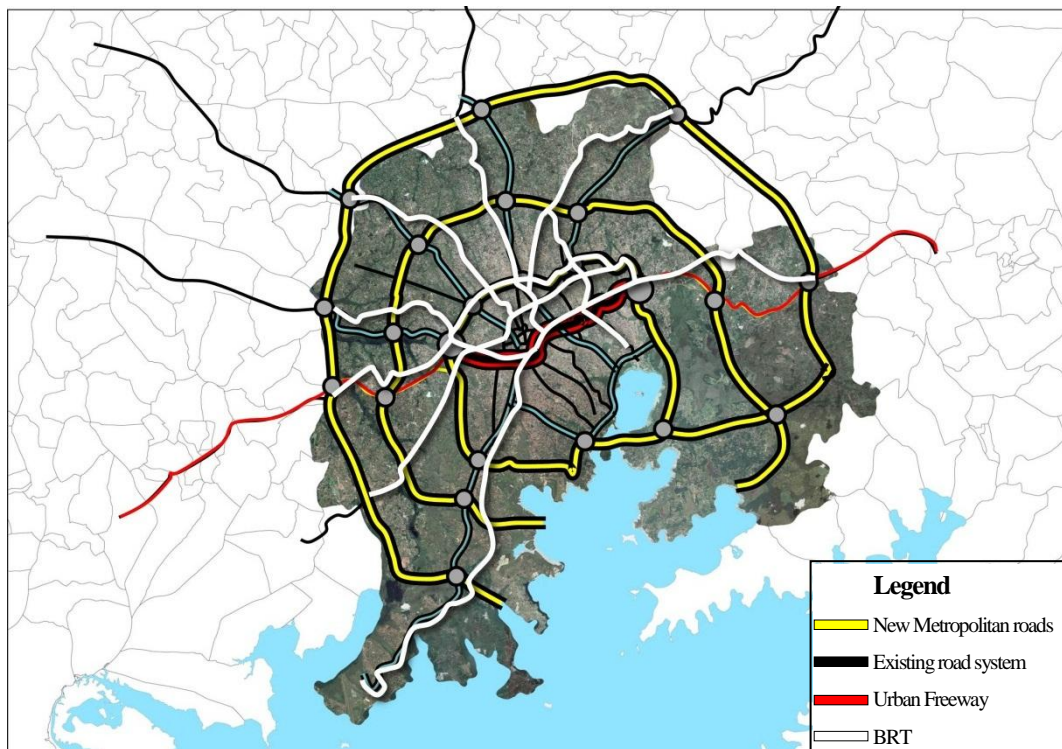 Legend
New Metropolitan roads
Existing road system
Urban Freeway
BRT